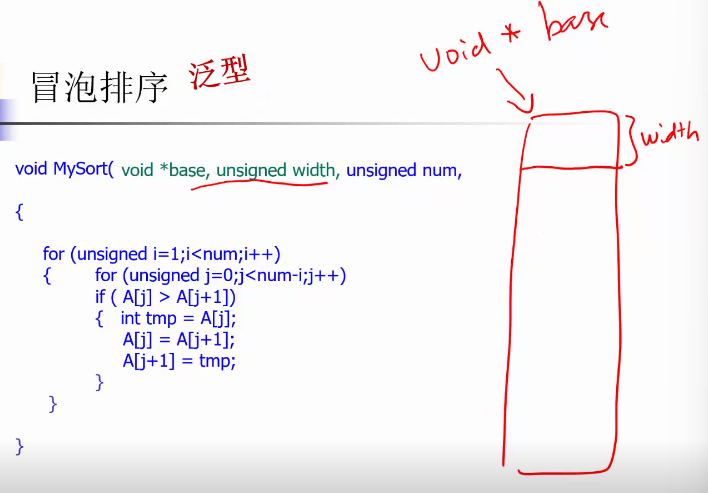 冒泡排序 泛型
void * base
width
void MySort( void *base, unsigned width, unsigned num,
{
for (unsigned i=1;i<num;i++)
{ for (unsigned j=0;j<num-i;j++)
if ( A[j] > A[j+1])
{ int tmp = A[j];
A[j] = A[j+1];
A[j+1] = tmp;
}
}
}